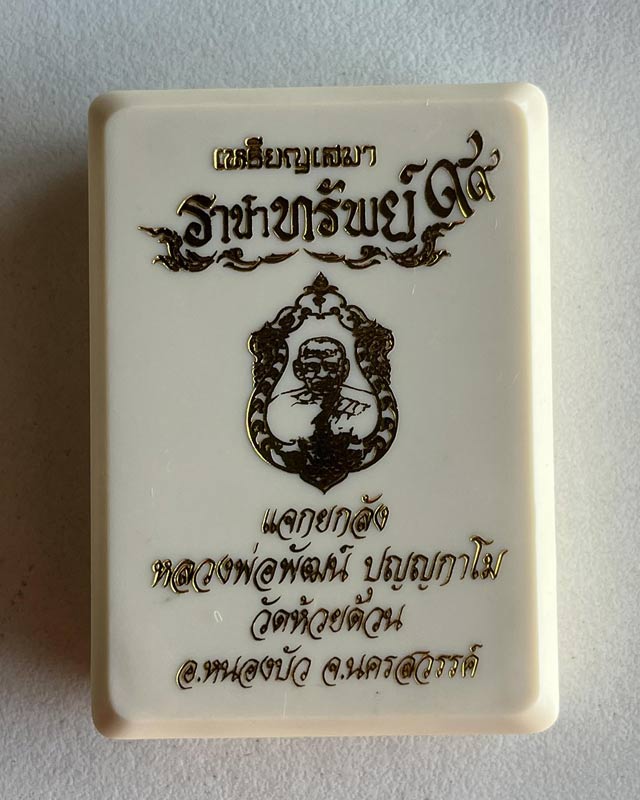 เหรียญเสมา
ราชาทรัพย์ ๙๙
แจกยกลัง
หลวงพ่อพัฒน์ ปุญญกาโม
วัดห้วยด้วน
อ.หนองบัว จ.นครสวรรค์